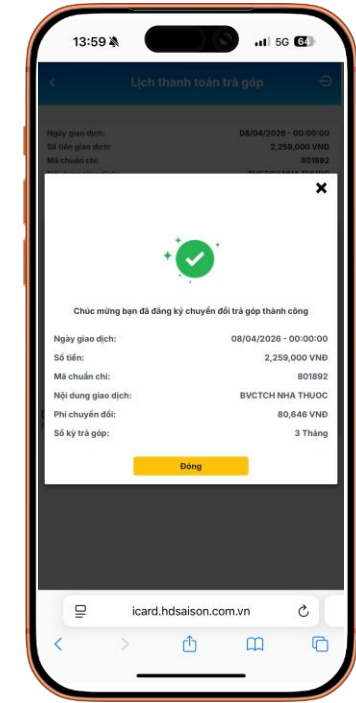 13:59
5G 64
Lịch thanh toán trả góp
Ngày giao dịch: 08/04/2026 - 00:00:00
Số tiền giao dịch: 2,259,000 VNĐ
Mã chuẩn chi: 801892
Chúc mừng bạn đã đăng ký chuyển đổi trả góp thành công
Ngày giao dịch: 08/04/2026 - 00:00:00
Số tiền: 2,259,000 VNĐ
Mã chuẩn chi: 801892
Nội dung giao dịch: BVCTCH NHA THUOC
Phí chuyển đổi: 80,646 VNĐ
Số kỳ trả góp: 3 Tháng
Đóng
icard.hdsaison.com.vn